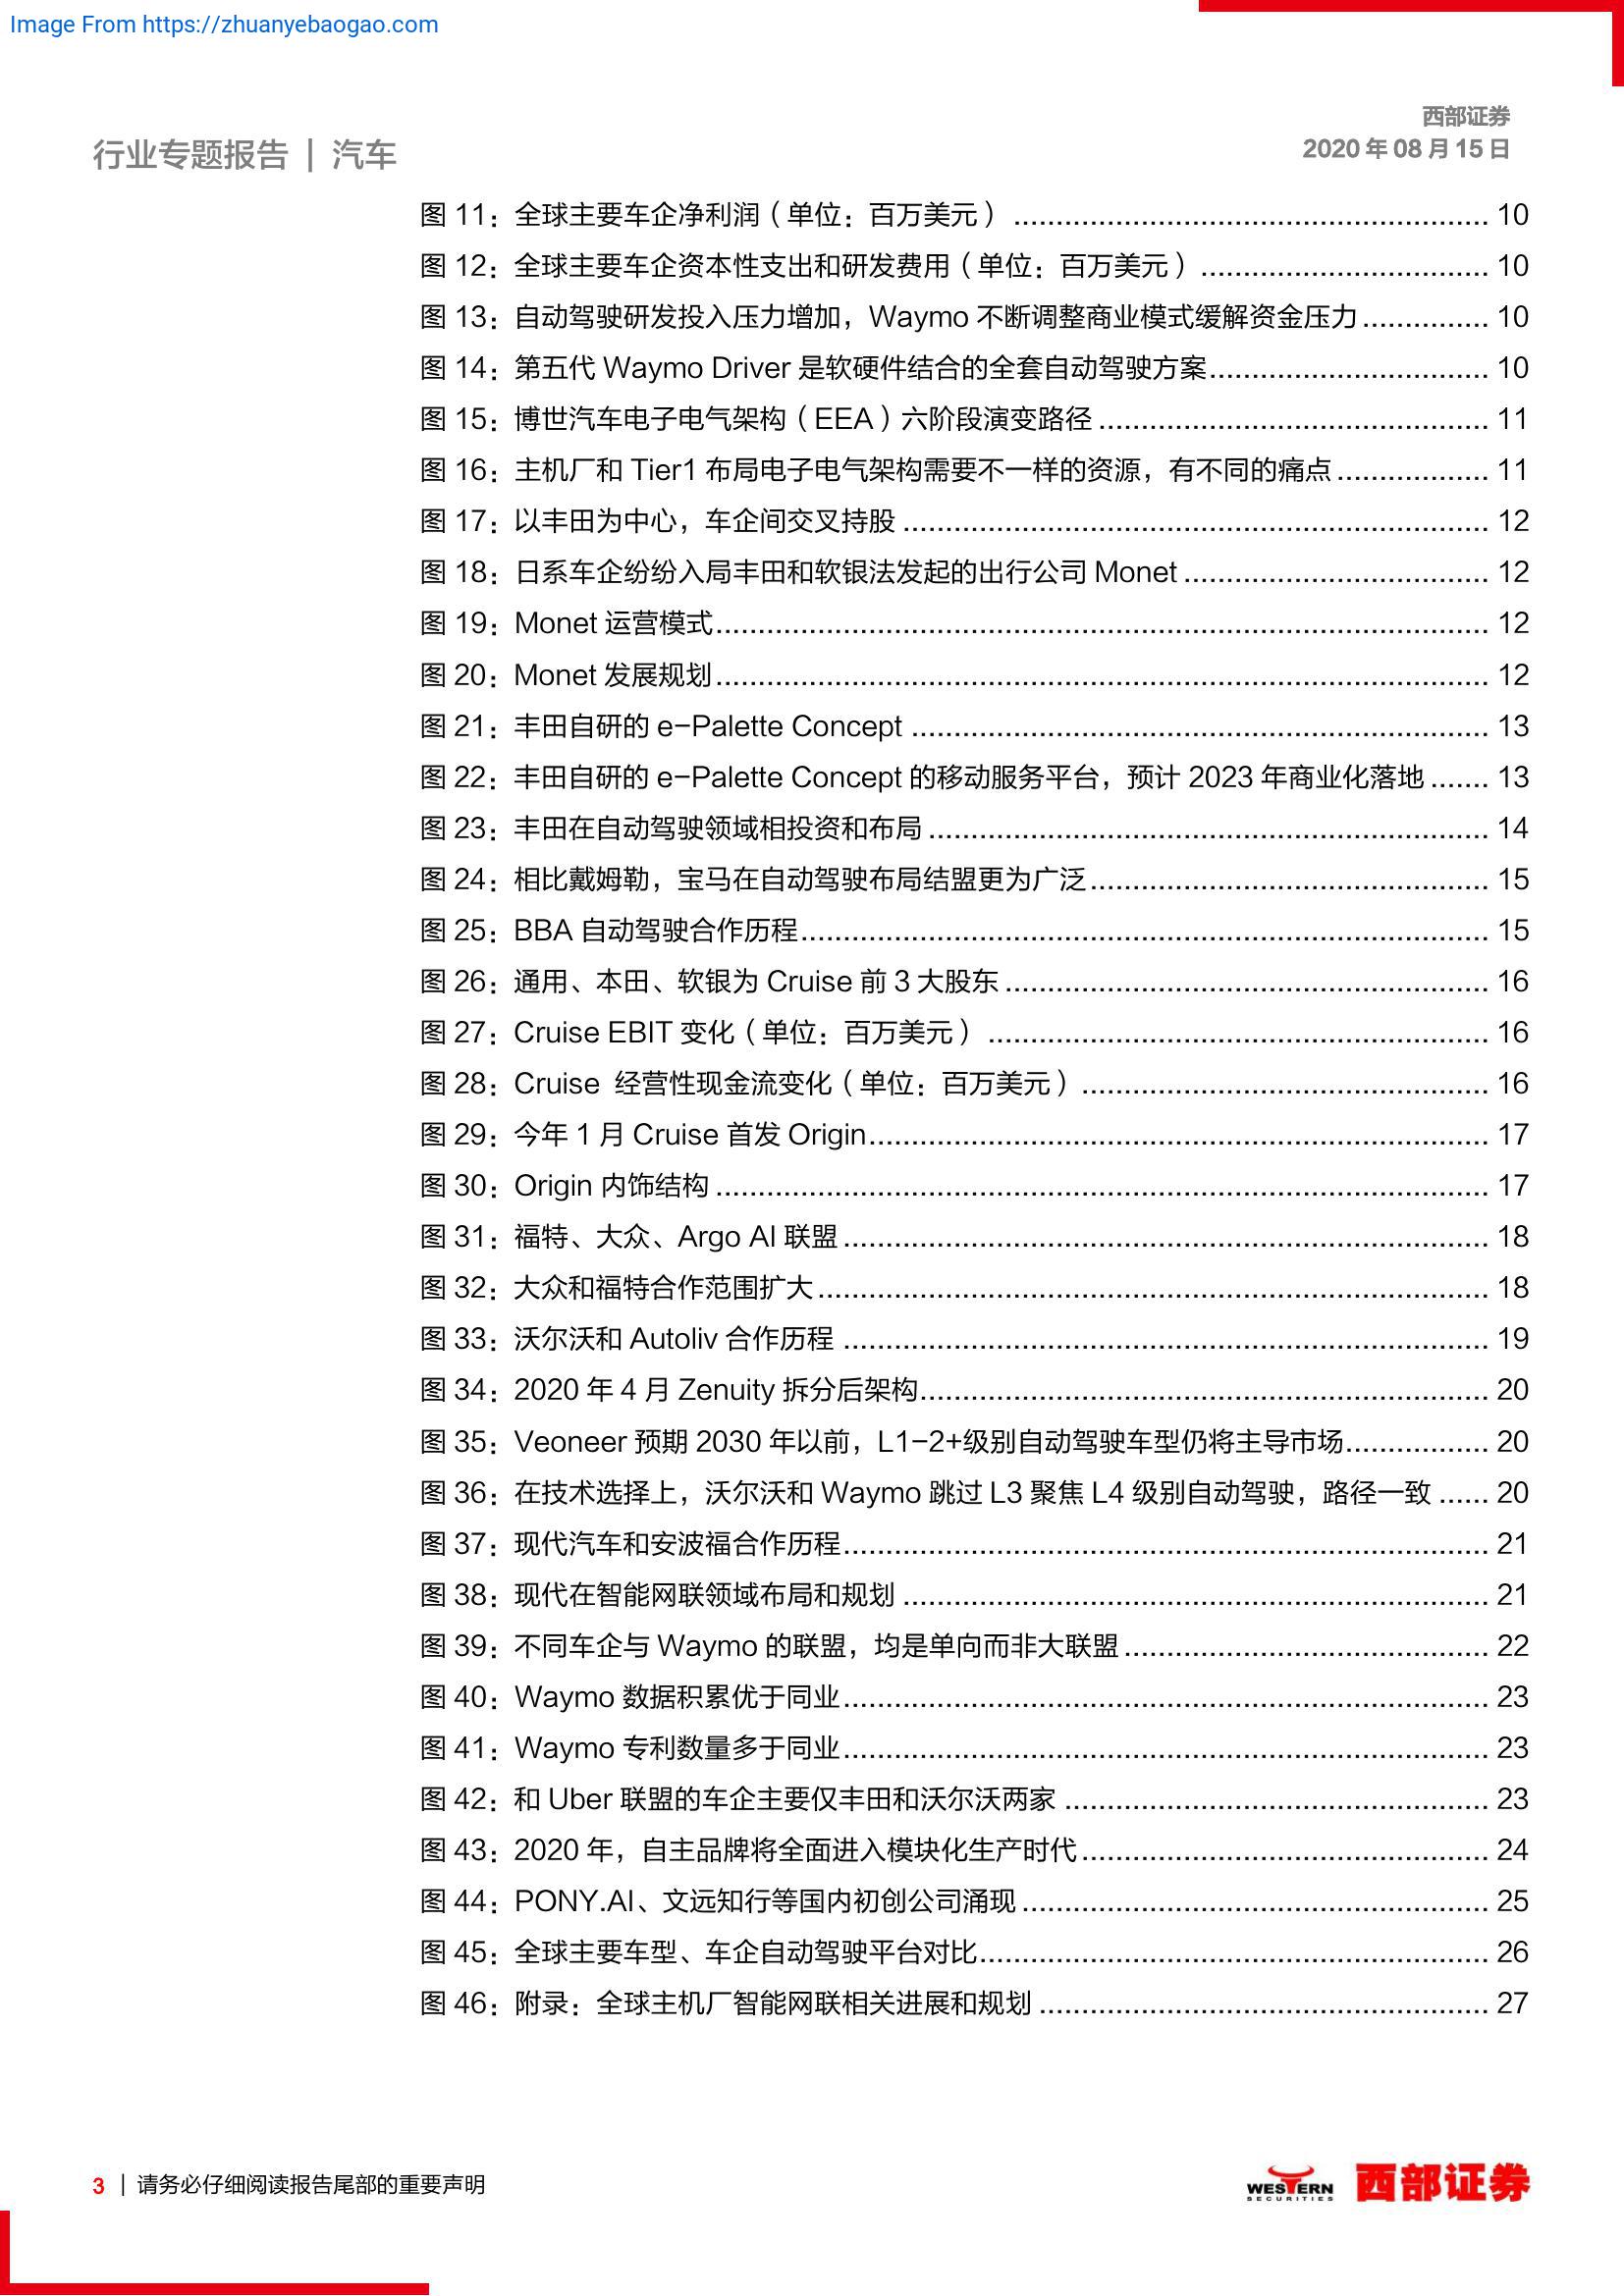 Image From https://zhuanyebaogao.com
西部证券
行业专题报告 | 汽车
2020 年 08 月 15 日
图 11：全球主要车企净利润（单位：百万美元） ........................................ 10
图 12：全球主要车企资本性支出和研发费用（单位：百万美元） ........................................ 10
图 13：自动驾驶研发投入压力增加，Waymo 不断调整商业模式缓解资金压力 ............... 10
图 14：第五代 Waymo Driver 是软硬件结合的全套自动驾驶方案 ................................ 10
图 15：博世汽车电子电气架构（EEA）六阶段演变路径 ........................................ 11
图 16：主机厂和 Tier1 布局电子电气架构需要不一样的资源，有不同的痛点 .................. 11
图 17：以丰田为中心，车企间交叉持股 ........................................ 12
图 18：日系车企纷纷入局丰田和软银法发起的出行公司 Monet .................................... 12
图 19：Monet 运营模式 ........................................ 12
图 20：Monet 发展规划 ........................................ 12
图 21：丰田自研的 e-Palette Concept ........................................ 13
图 22：丰田自研的 e-Palette Concept 的移动服务平台，预计 2023 年商业化落地 ....... 13
图 23：丰田在自动驾驶领域相投资和布局 ........................................ 14
图 24：相比戴姆勒，宝马在自动驾驶布局结盟更为广泛 ........................................ 15
图 25：BBA 自动驾驶合作历程 ........................................ 15
图 26：通用、本田、软银为 Cruise 前 3 大股东 ........................................ 16
图 27：Cruise EBIT 变化（单位：百万美元） ........................................ 16
图 28：Cruise 经营性现金流变化（单位：百万美元） ........................................ 16
图 29：今年 1 月 Cruise 首发 Origin ........................................ 17
图 30：Origin 内饰结构 ........................................ 17
图 31：福特、大众、Argo AI 联盟 ........................................ 18
图 32：大众和福特合作范围扩大 ........................................ 18
图 33：沃尔沃和 Autoliv 合作历程 ........................................ 19
图 34：2020 年 4 月 Zenuity 拆分后架构 ........................................ 20
图 35：Veoneer 预期 2030 年以前，L1-2+级别自动驾驶车型仍将主导市场 ................. 20
图 36：在技术选择上，沃尔沃和 Waymo 跳过 L3 聚焦 L4 级别自动驾驶，路径一致 ...... 20
图 37：现代汽车和安波福合作历程 ........................................ 21
图 38：现代在智能网联领域布局和规划 ........................................ 21
图 39：不同车企与 Waymo 的联盟，均是单向而非大联盟 ........................................ 22
图 40：Waymo 数据积累优于同业 ........................................ 23
图 41：Waymo 专利数量多于同业 ........................................ 23
图 42：和 Uber 联盟的车企主要仅丰田和沃尔沃两家 ........................................ 23
图 43：2020 年，自主品牌将全面进入模块化生产时代 ........................................ 24
图 44：PONY.AI、文远知行等国内初创公司涌现 ........................................ 25
图 45：全球主要车型、车企自动驾驶平台对比 ........................................ 26
图 46：附录：全球主机厂智能网联相关进展和规划 ........................................ 27
3 | 请务必仔细阅读报告尾部的重要声明
WESTERN
SECURITIES
西部证券